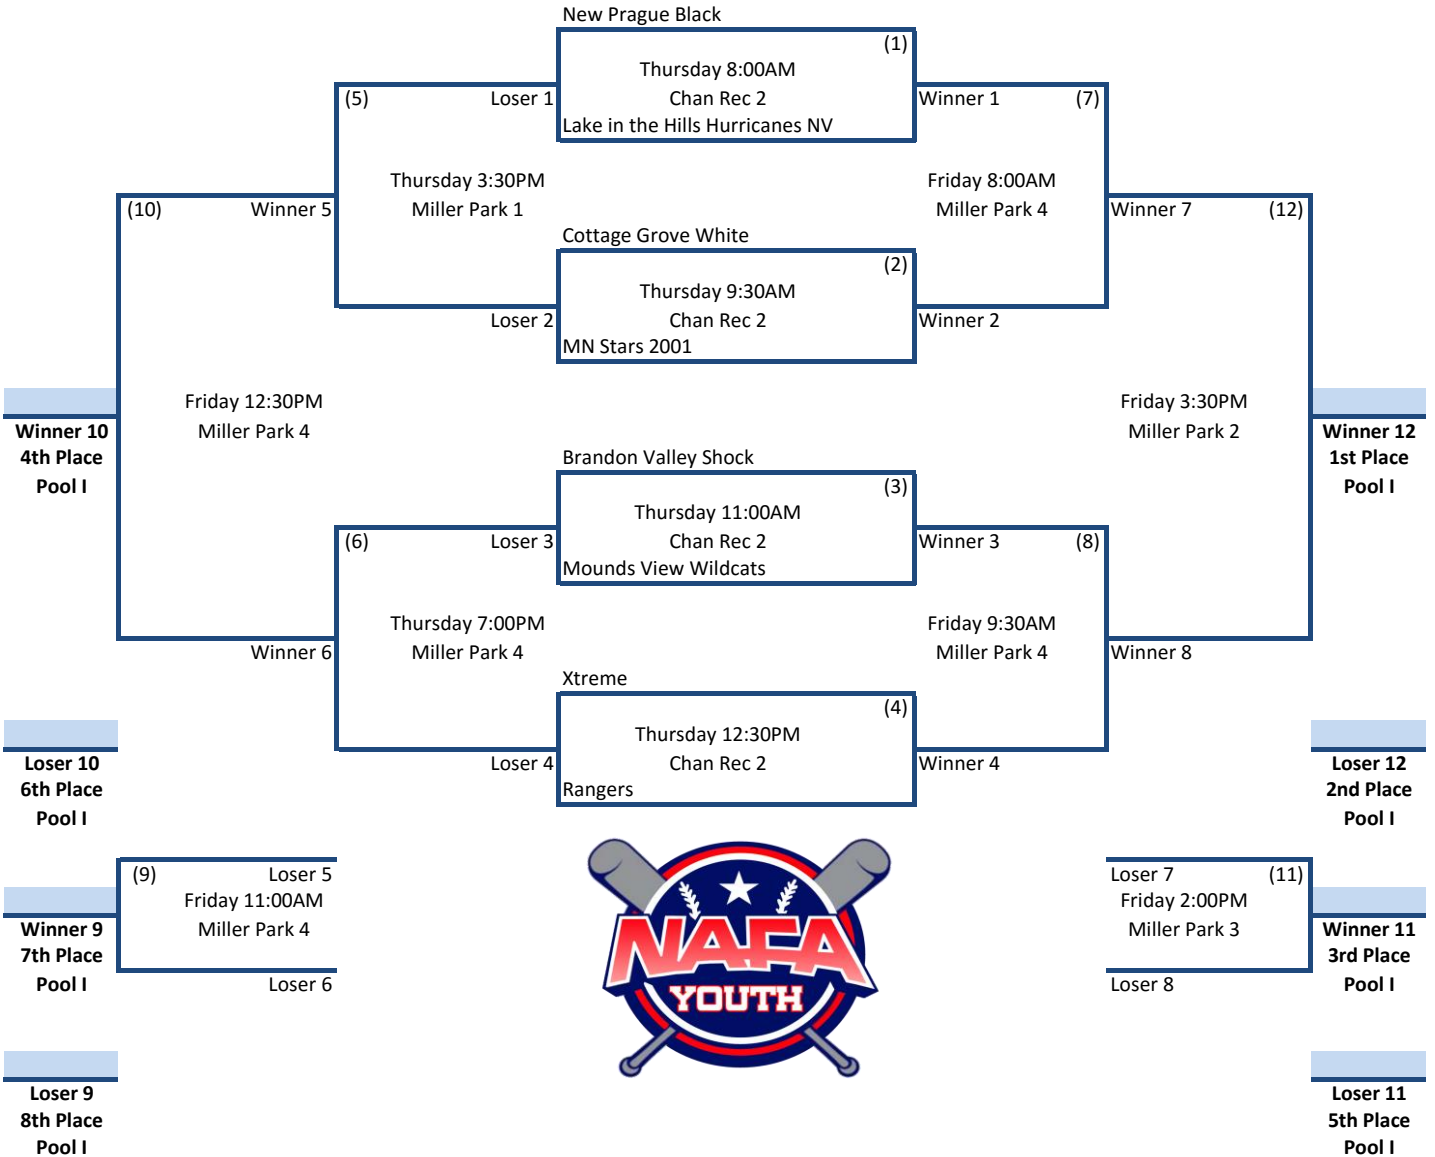 New Prague Black
(1)
Thursday 8:00AM
(5) Loser 1 Chan Rec 2 Winner 1 (7)
Lake in the Hills Hurricanes NV
Thursday 3:30PM Friday 8:00AM
(10) Winner 5 Miller Park 1 Miller Park 4 Winner 7 (12)
Cottage Grove White
(2)
Thursday 9:30AM
Loser 2 Chan Rec 2 Winner 2
MN Stars 2001
Friday 12:30PM Friday 3:30PM
Winner 10 Miller Park 4 Miller Park 2 Winner 12
4th Place Brandon Valley Shock 1st Place
Pool I (3) Pool I
Thursday 11:00AM
(6) Loser 3 Chan Rec 2 Winner 3 (8)
Mounds View Wildcats
Thursday 7:00PM Friday 9:30AM
Winner 6 Miller Park 4 Miller Park 4 Winner 8
Xtreme
(4)
Thursday 12:30PM
Loser 10 Loser 4 Chan Rec 2 Winner 4 Loser 12
6th Place Rangers 2nd Place
Pool I Pool I
(9) Loser 5 Loser 7 (11)
Friday 11:00AM Friday 2:00PM
Winner 9 Miller Park 4 Miller Park 3 Winner 11
7th Place 3rd Place
Pool I Loser 6 Loser 8 Pool I
NAFA
YOUTH
Loser 9 Loser 11
8th Place 5th Place
Pool I Pool I